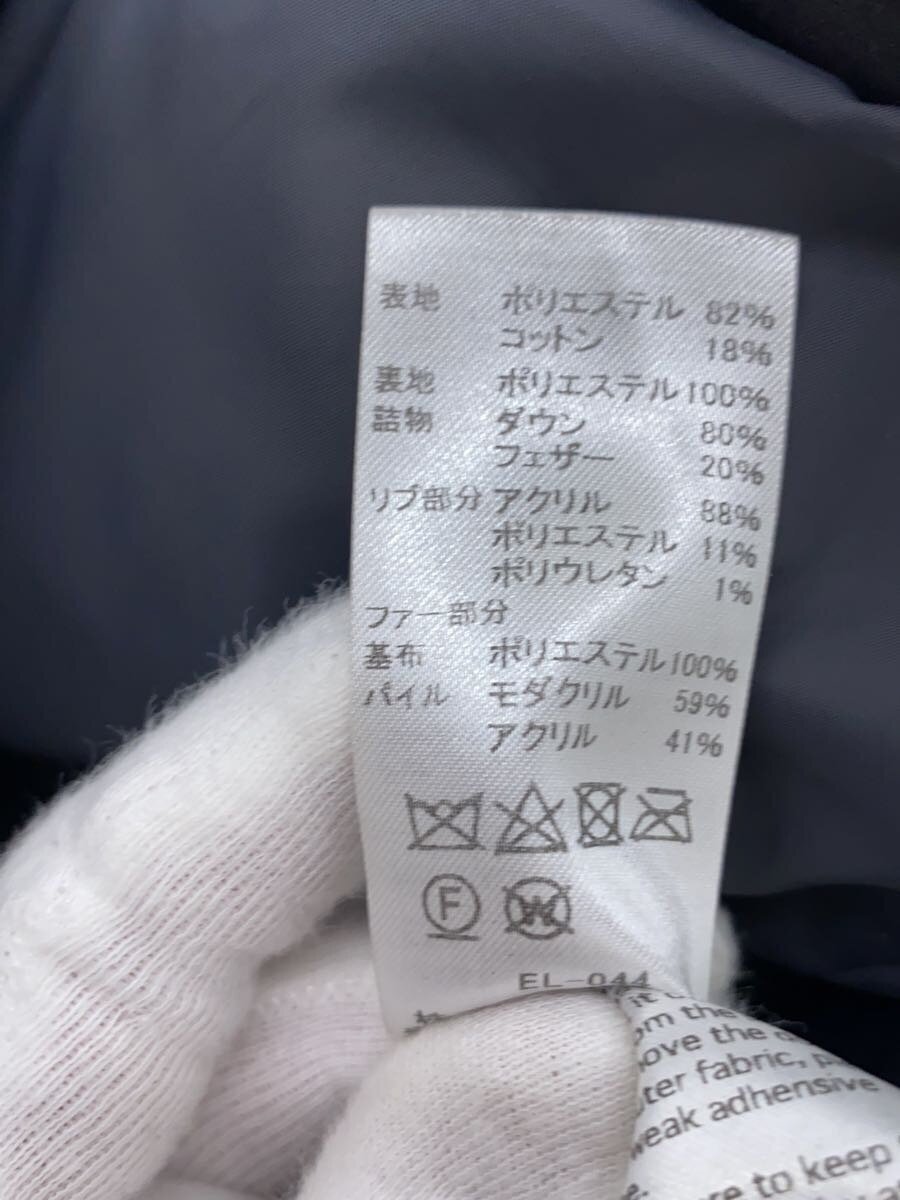 表地 ポリエステル 82%
コットン 18%
裏地 ポリエステル 100%
詰物 ダウン 80%
フェザー 20%
リブ部分 アクリル 88%
ポリエステル 11%
ポリウレタン 1%
ファー部分
基布 ポリエステル 100%
パイル モダクリル 59%
アクリル 41%
F W
EL-044
om the
ove the
ter fabric,
weak adhensive
re to keep